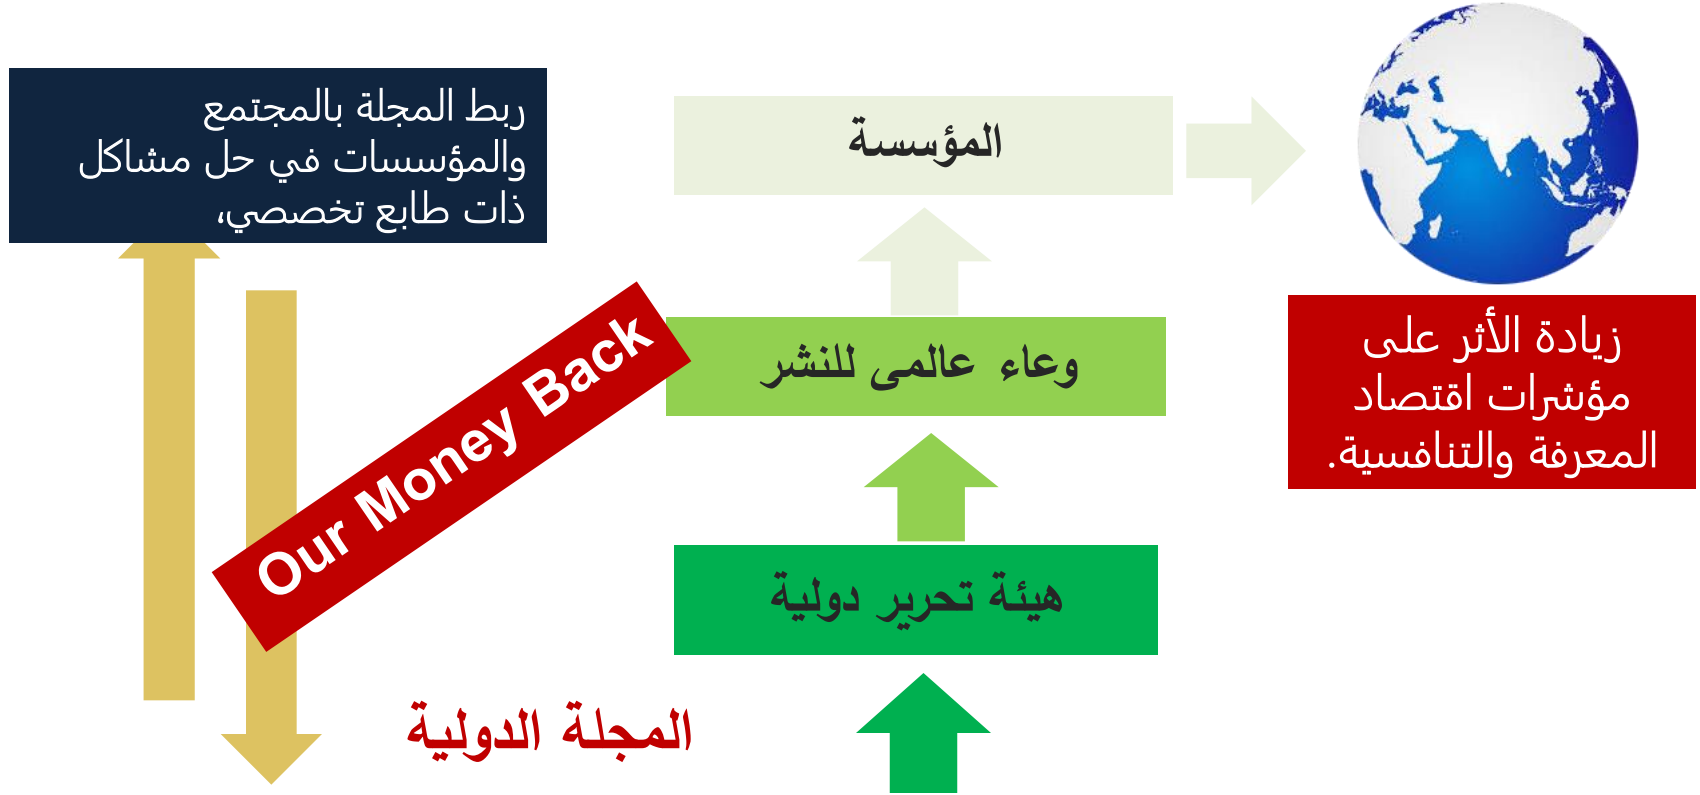 ربط المجلة بالمجتمع
والمؤسسات في حل مشاكل
ذات طابع تخصصي،
المؤسسة
وعاء عالمى للنشر
هيئة تحرير دولية
زيادة الأثر على
مؤشرات اقتصاد
المعرفة والتنافسية.
Our Money Back
المجلة الدولية